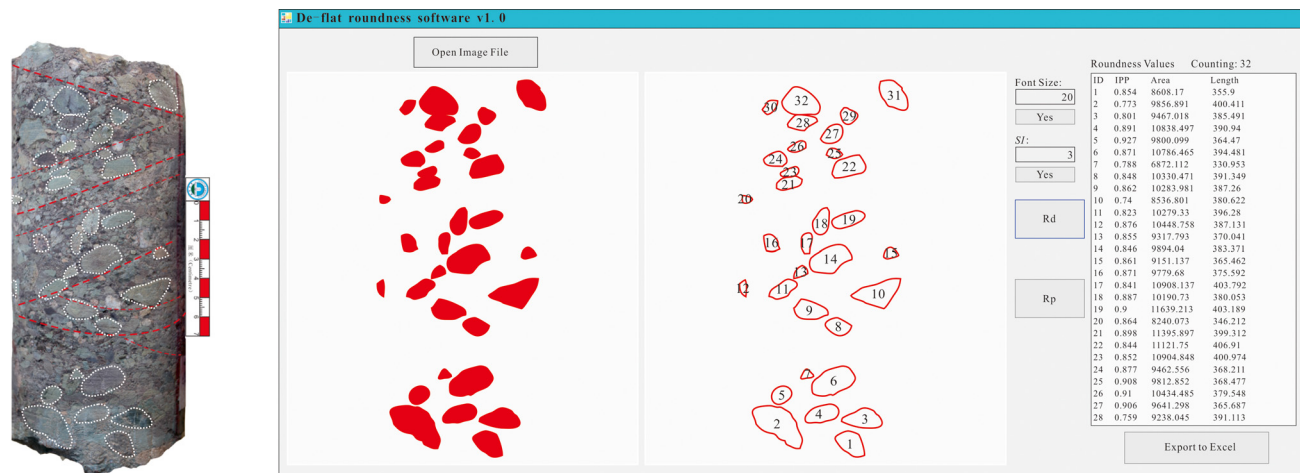 De-flat roundness software v1. 0
Open Image File
Roundness Values Counting: 32
ID IPP Area Length
1 0.854 8608.17 355.9
2 0.773 9856.891 400.411
3 0.801 9467.018 385.491
4 0.891 10838.497 390.94
5 0.927 9800.099 364.47
6 0.871 10786.465 394.481
7 0.788 6872.112 330.953
8 0.848 10330.471 391.349
9 0.862 10283.981 387.26
10 0.74 8536.801 380.622
11 0.823 10279.33 396.28
12 0.876 10448.758 387.131
13 0.855 9317.793 370.041
14 0.846 9894.04 383.371
15 0.861 9151.137 365.462
16 0.871 9779.68 375.592
17 0.841 10908.137 403.792
18 0.887 10190.73 380.053
19 0.9 11639.213 403.189
20 0.864 8240.073 346.212
21 0.898 11395.897 399.312
22 0.844 11121.75 406.91
23 0.852 10904.848 400.974
24 0.877 9462.556 368.211
25 0.908 9812.852 368.477
26 0.91 10434.485 379.548
27 0.906 9641.298 365.687
28 0.759 9238.045 391.113
Font Size:
20
Yes
SI:
3
Yes
Rd
Rp
Export to Excel
31
32
30
29
28
27
26
25
24
22
23
21
20
19
18
17
16
15
14
13
12
11
10
9
8
7
6
5
4
3
2
1
0
1
2
3
4
5
6
7